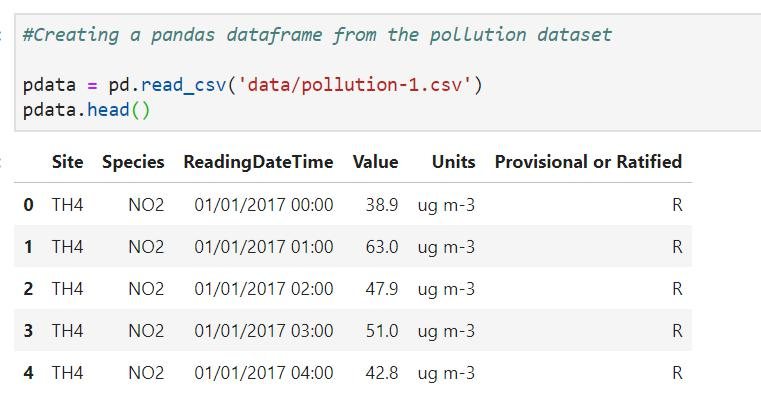 #Creating a pandas dataframe from the pollution dataset
pdata = pd.read_csv('data/pollution-1.csv')
pdata.head()
Site Species ReadingDateTime Value Units Provisional or Ratified
0 TH4 NO2 01/01/2017 00:00 38.9 ug m-3 R
1 TH4 NO2 01/01/2017 01:00 63.0 ug m-3 R
2 TH4 NO2 01/01/2017 02:00 47.9 ug m-3 R
3 TH4 NO2 01/01/2017 03:00 51.0 ug m-3 R
4 TH4 NO2 01/01/2017 04:00 42.8 ug m-3 R